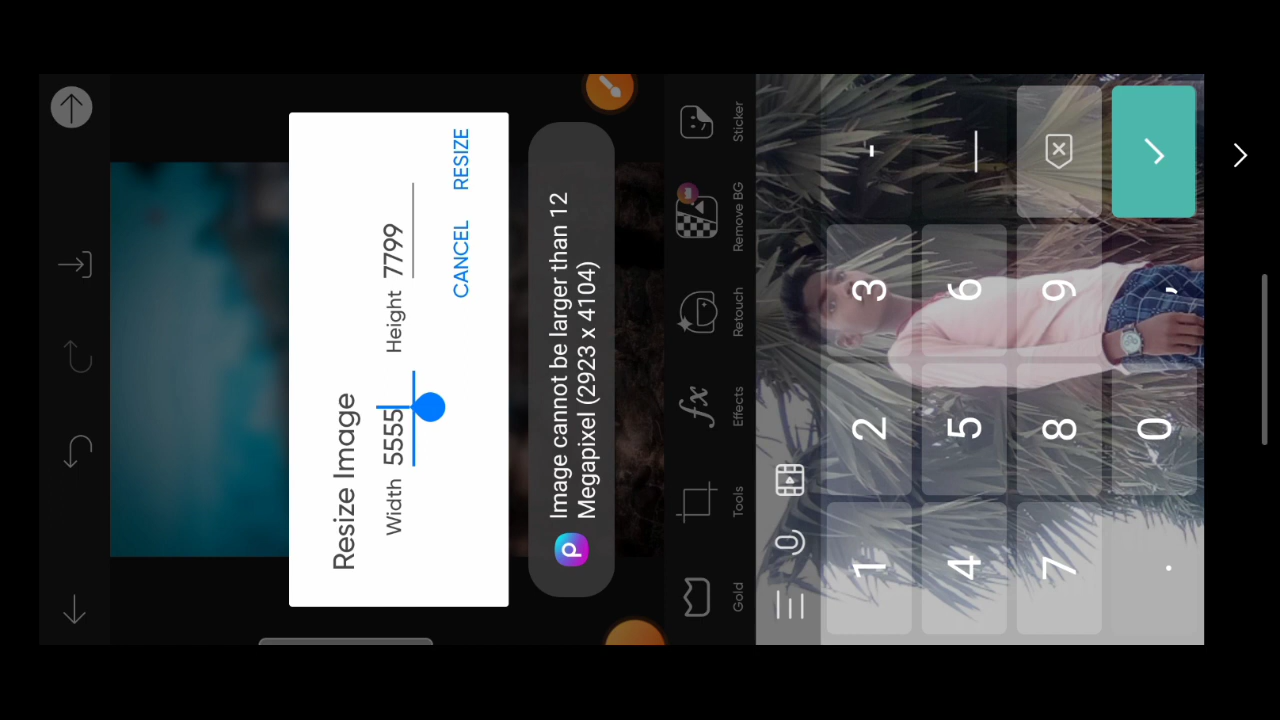 Resize Image
Width 5555 Height 7799
CANCEL RESIZE
Image cannot be larger than 12
Megapixel (2923 x 4104)
Gold Tools Effects Retouch Remove BG Sticker
1 2 3 -
4 5 6
7 8 9
. 0 ,